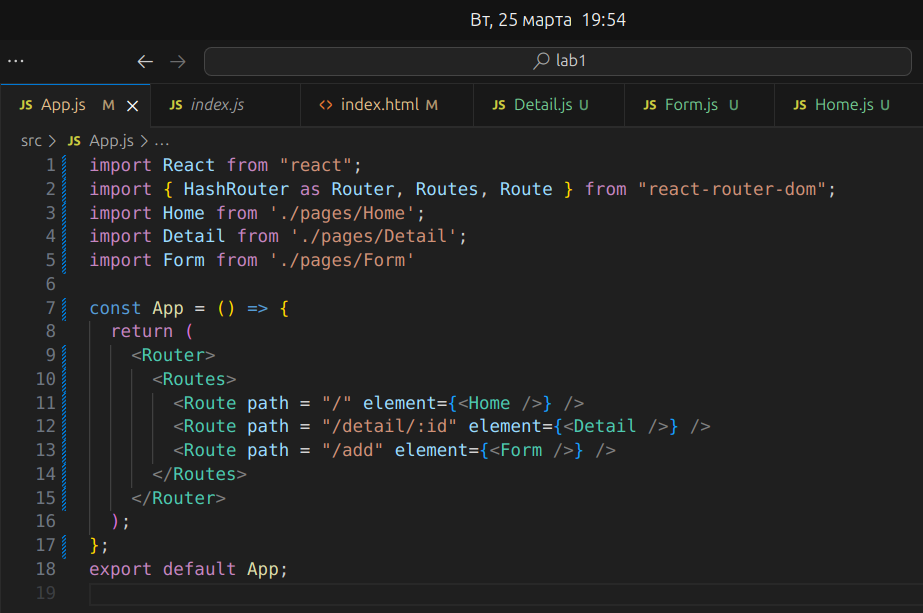 Вт, 25 марта 19:54
... ← → lab1
JS App.js M × JS index.js <> index.html M JS Detail.js U JS Form.js U JS Home.js U
src > JS App.js > ...
1 import React from "react";
2 import { HashRouter as Router, Routes, Route } from "react-router-dom";
3 import Home from './pages/Home';
4 import Detail from './pages/Detail';
5 import Form from './pages/Form'
6
7 const App = () => {
8   return (
9     <Router>
10       <Routes>
11         <Route path = "/" element={<Home />} />
12         <Route path = "/detail/:id" element={<Detail />} />
13         <Route path = "/add" element={<Form />} />
14       </Routes>
15     </Router>
16   );
17 };
18 export default App;
19